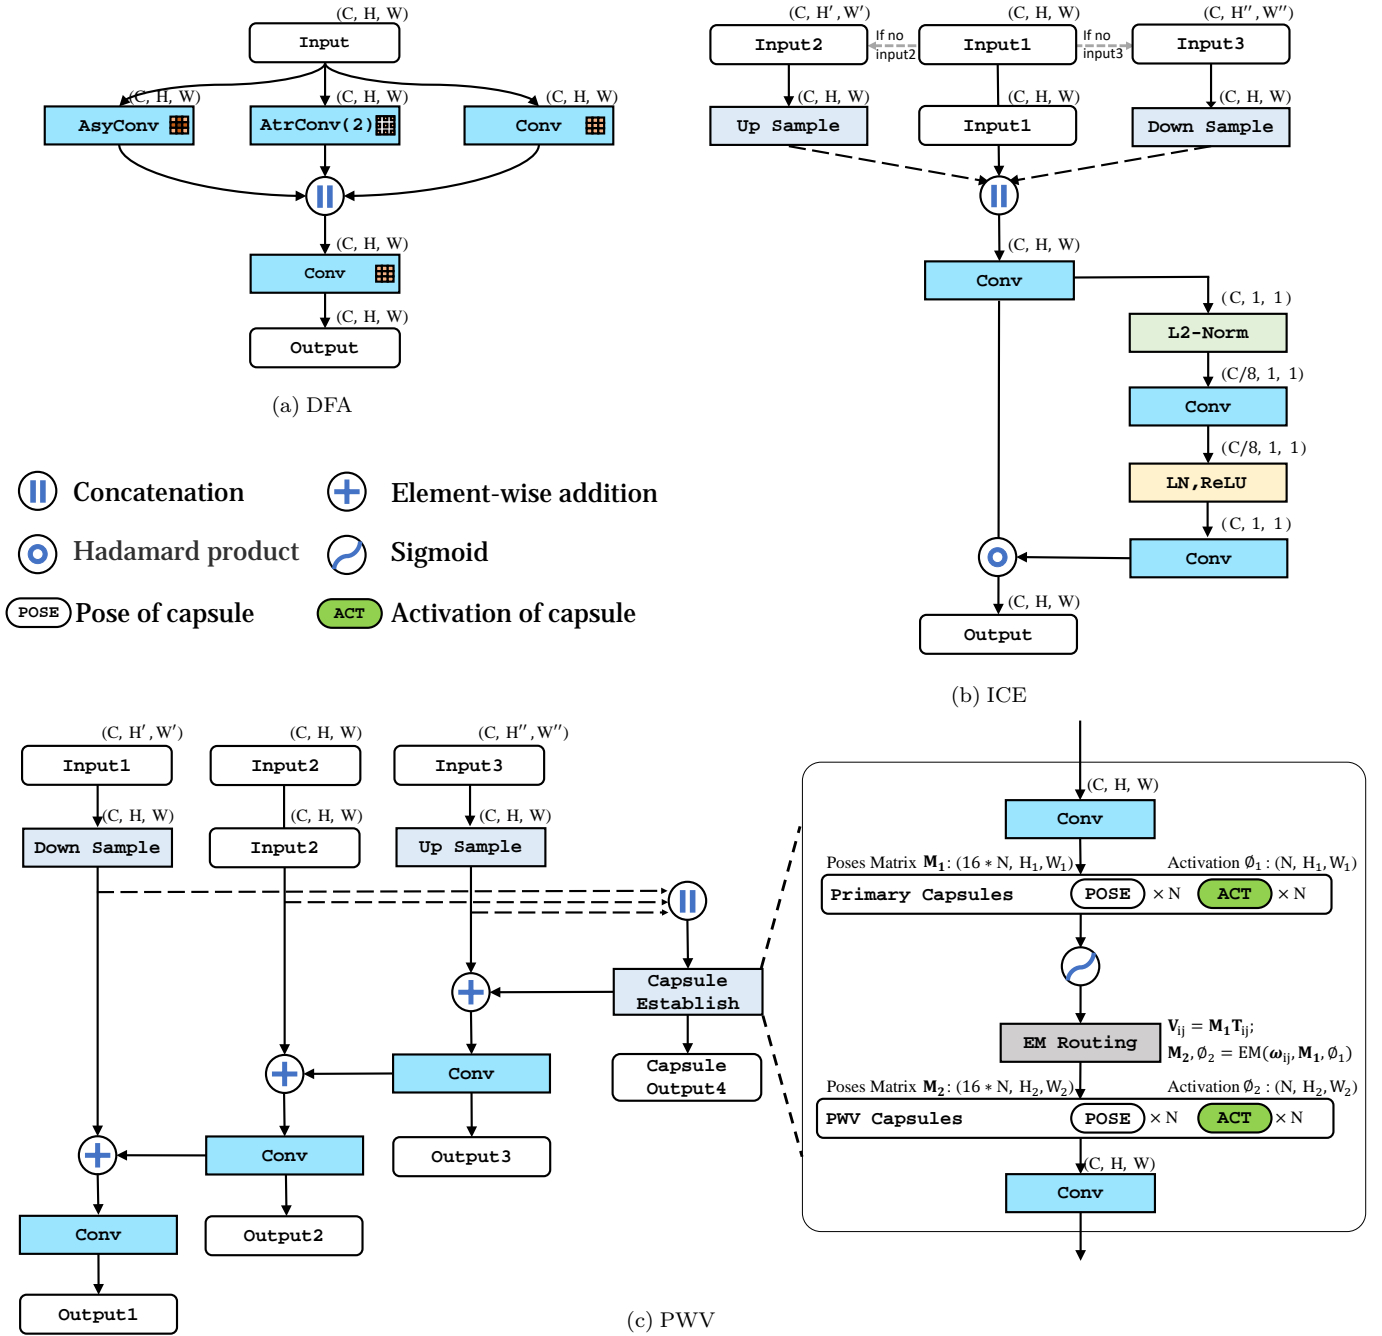 (C, H, W)
Input
(C, H, W)
(C, H, W)
(C, H, W)
AsyConv
AtrConv(2)
Conv
(C, H, W)
Conv
(C, H, W)
Output
(a) DFA
(C, H′, W′)
(C, H, W)
(C, H′′, W′′)
Input2
If no
input2
Input1
If no
input3
Input3
(C, H, W)
(C, H, W)
(C, H, W)
Up Sample
Input1
Down Sample
(C, H, W)
Conv
(C, 1, 1)
L2-Norm
(C/8, 1, 1)
Conv
(C/8, 1, 1)
LN,ReLU
(C, 1, 1)
Conv
(C, H, W)
Output
(b) ICE
Concatenation
Element-wise addition
Hadamard product
Sigmoid
POSE Pose of capsule
ACT Activation of capsule
(C, H′, W′)
(C, H, W)
(C, H′′, W′′)
Input1
Input2
Input3
(C, H, W)
(C, H, W)
(C, H, W)
Down Sample
Input2
Up Sample
Capsule
Establish
Conv
Capsule
Output4
Conv
Output3
Conv
Output2
Output1
(C, H, W)
Conv
Poses Matrix M₁: (16 * N, H₁, W₁)
Activation ∅₁ : (N, H₁, W₁)
Primary Capsules POSE × N ACT × N
EM Routing
V_ij = M₁T_ij;
M₂, ∅₂ = EM(ω_ij, M₁, ∅₁)
Poses Matrix M₂: (16 * N, H₂, W₂)
Activation ∅₂ : (N, H₂, W₂)
PWV Capsules POSE × N ACT × N
(C, H, W)
Conv
(c) PWV